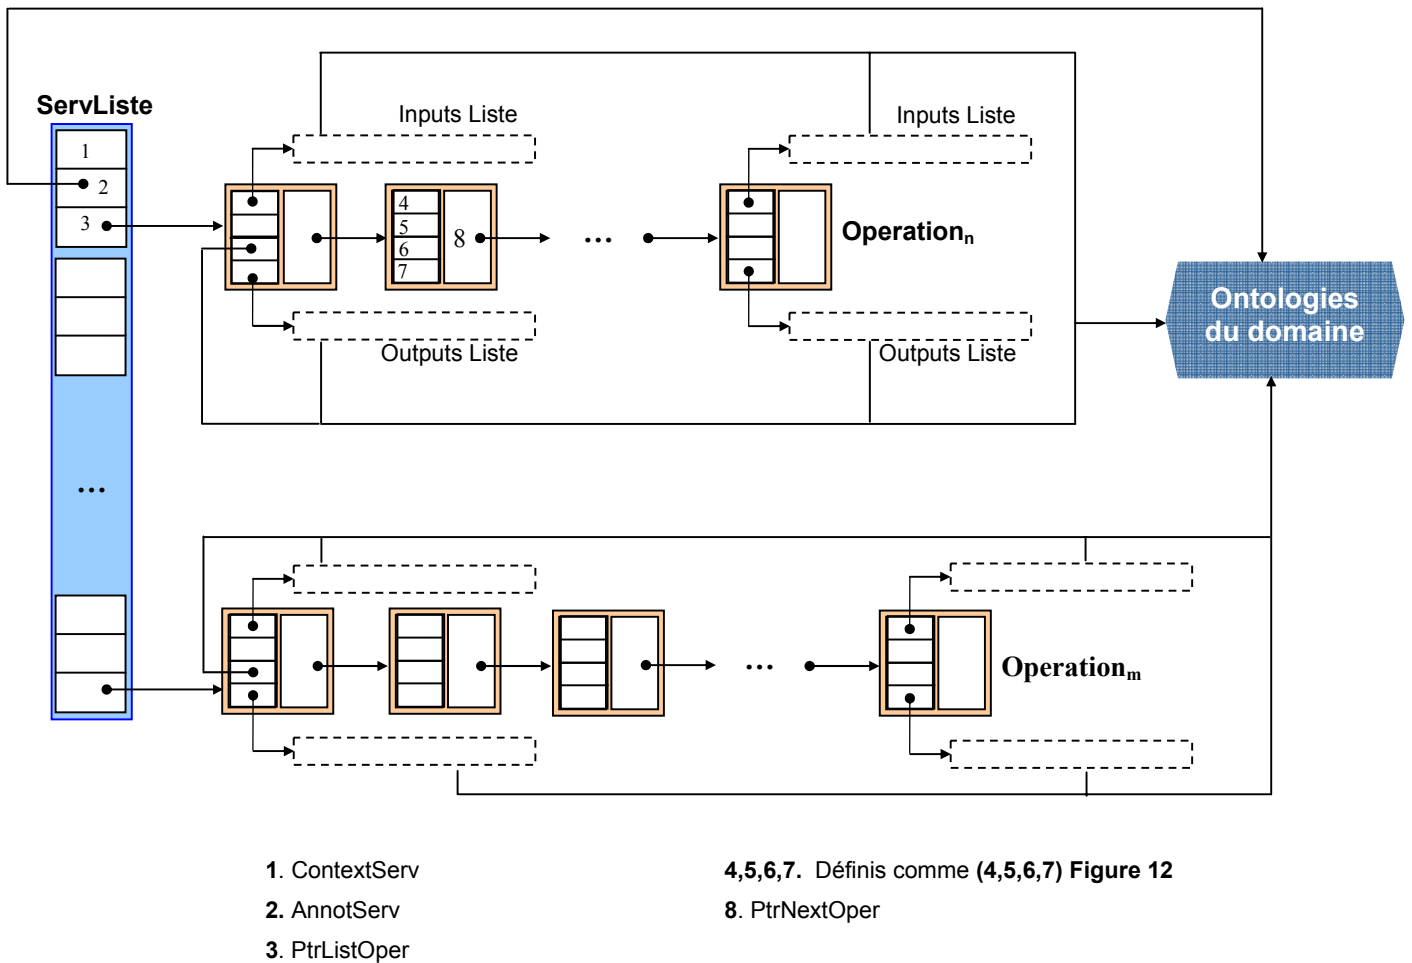 ServListe
1
2
3
Inputs Liste
Inputs Liste
4
5
6
7
8
...
Operationn
Outputs Liste
Outputs Liste
Ontologies
du domaine
...
...
Operationm
1. ContextServ
2. AnnotServ
3. PtrListOper
4,5,6,7. Définis comme (4,5,6,7) Figure 12
8. PtrNextOper